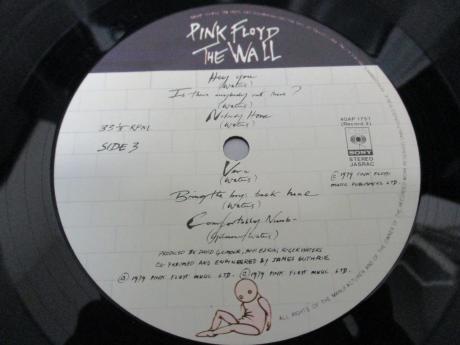 PINK FLOYD
THE WALL
Hey you
(Waters)
Is there anybody out there?
(Waters)
Nobody Home
(Waters)
33 1/3 RPM
SIDE 3
40AP 1751
(Record 2)
SONY
STEREO
JASRAC
Vera
(Waters)
Bring the boys back home
(Waters)
Comfortably Numb
(Gilmour/Waters)
℗ 1979 PINK FLOYD
MUSIC PUBLISHERS LTD.
PRODUCED BY DAVID GILMOUR, BOB EZRIN, ROGER WATERS
CO-PRODUCED AND ENGINEERED BY JAMES GUTHRIE
℗ 1979 PINK FLOYD MUSIC LTD. © 1979 PINK FLOYD MUSIC LTD.
ALL RIGHTS OF THE MANUFACTURER AND OF THE OWNER OF THE RECORDED WORK